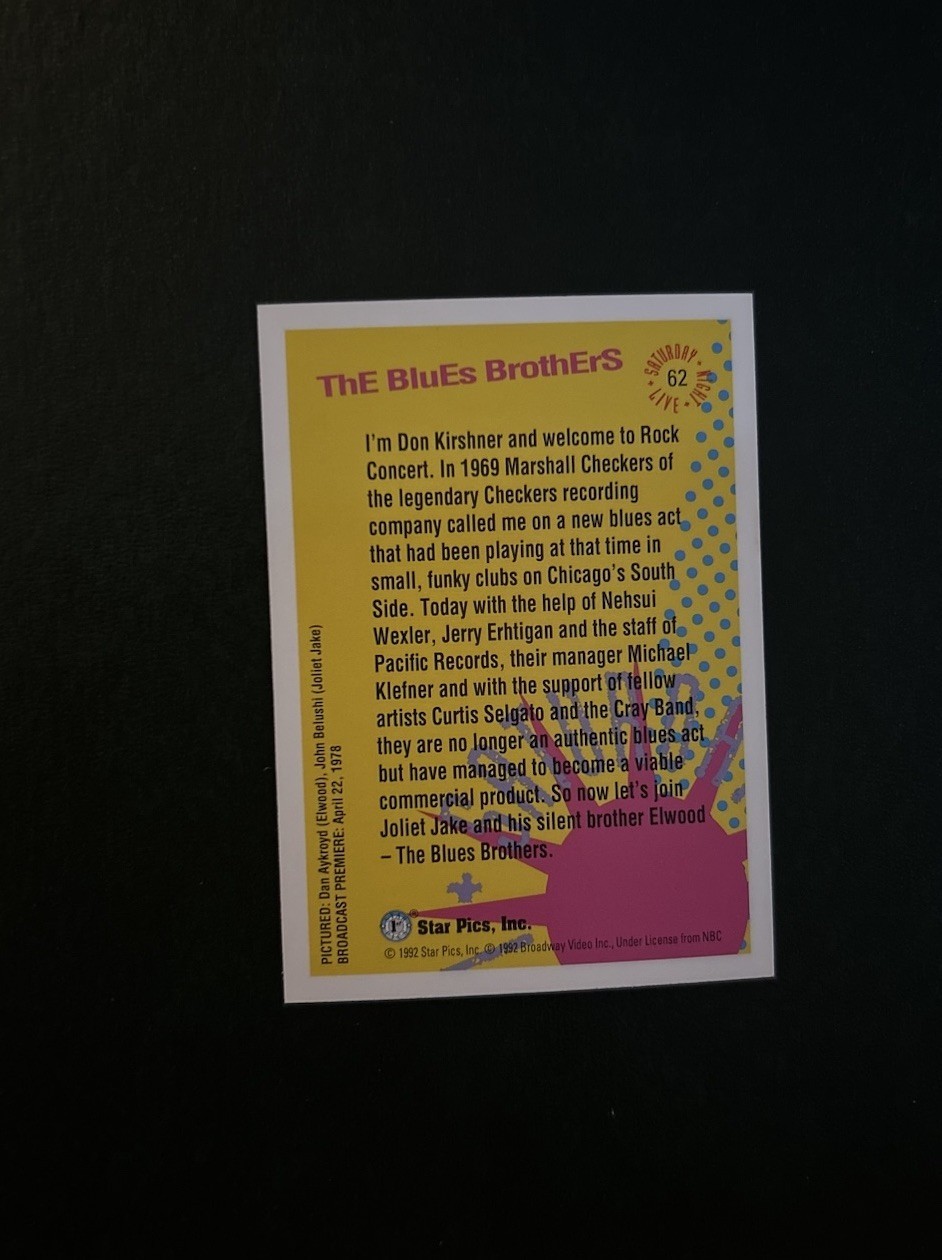 ThE BluEs BrothErS
SATURDAY NIGHT LIVE
62
I'm Don Kirshner and welcome to Rock
Concert. In 1969 Marshall Checkers of
the legendary Checkers recording
company called me on a new blues act
that had been playing at that time in
small, funky clubs on Chicago's South
Side. Today with the help of Nehsui
Wexler, Jerry Erhtigan and the staff of
Pacific Records, their manager Michael
Klefner and with the support of fellow
artists Curtis Selgato and the Cray Band,
they are no longer an authentic blues act
but have managed to become a viable
commercial product. So now let's join
Joliet Jake and his silent brother Elwood
– The Blues Brothers.
PICTURED: Dan Aykroyd (Elwood), John Belushi (Joliet Jake)
BROADCAST PREMIERE: April 22, 1978
Star Pics, Inc.
© 1992 Star Pics, Inc. © 1992 Broadway Video Inc., Under License from NBC